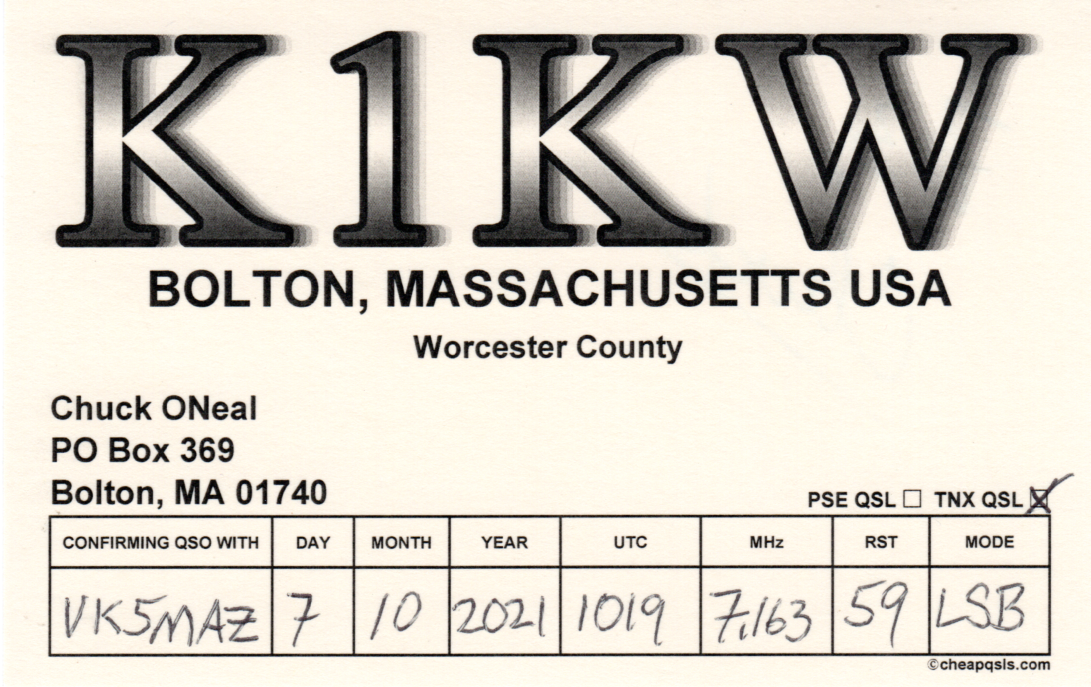 K1KW
BOLTON, MASSACHUSETTS USA
Worcester County
Chuck ONeal
PO Box 369
Bolton, MA 01740
PSE QSL ☐ TNX QSL ☒
CONFIRMING QSO WITH DAY MONTH YEAR UTC MHz RST MODE
VK5MAZ 7 10 2021 1019 7.163 59 LSB
©cheapqsls.com